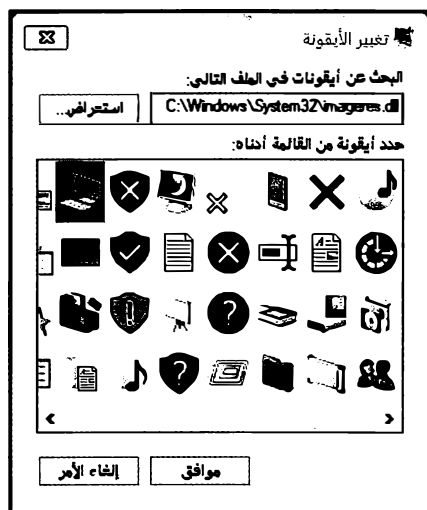 تغيير الأيقونة
البحث عن أيقونات في الملف التالي:
C:\Windows\System32\imageres.dll
استعراض...
حدد أيقونة من القائمة أدناه:
موافق
إلغاء الأمر